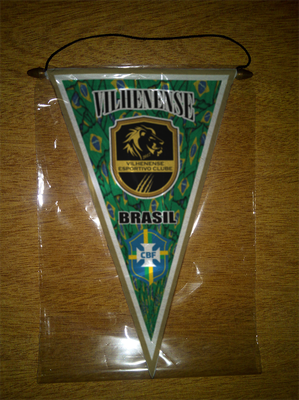 VILHENENSE
VILHENENSE
ESPORTIVO CLUBE
BRASIL
CBF